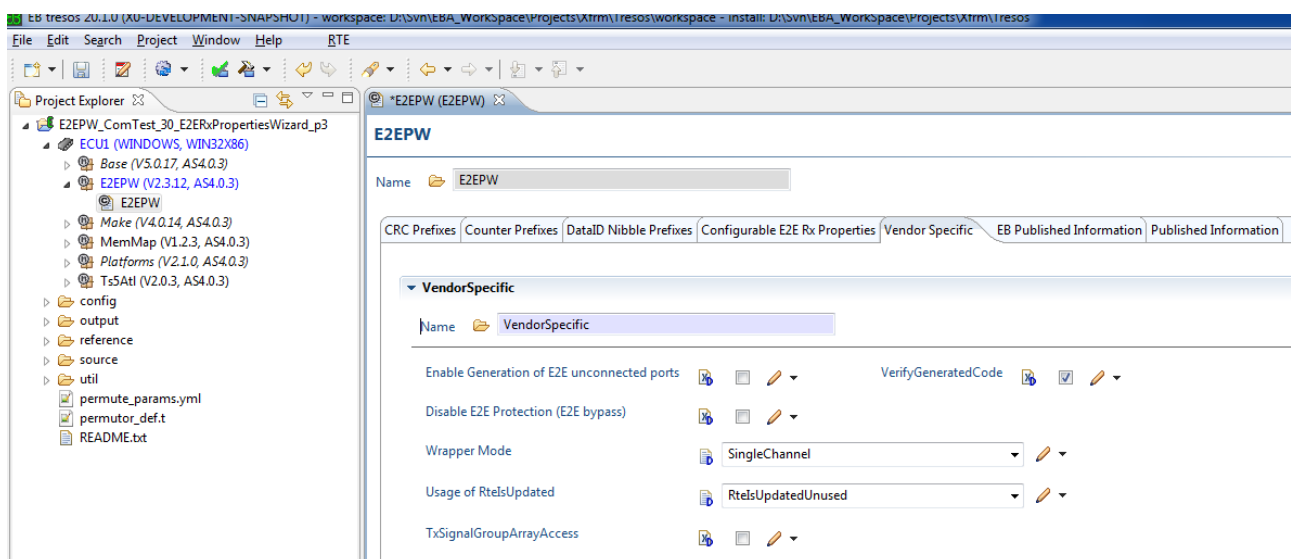 EB tresos 20.1.0 (X0-DEVELOPMENT-SNAPSHOT) - workspace: D:\Svn\EBA_WorkSpace\Projects\Xfrm\Tresos\workspace - Install: D:\Svn\EBA_WorkSpace\Projects\Xfrm\Tresos
File Edit Search Project Window Help RTE
Project Explorer
E2EPW_ComTest_30_E2ERxPropertiesWizard_p3
ECU1 (WINDOWS, WIN32X86)
Base (V5.0.17, AS4.0.3)
E2EPW (V2.3.12, AS4.0.3)
E2EPW
Make (V4.0.14, AS4.0.3)
MemMap (V1.2.3, AS4.0.3)
Platforms (V2.1.0, AS4.0.3)
Ts5Atl (V2.0.3, AS4.0.3)
config
output
reference
source
util
permute_params.yml
permutor_def.t
README.txt
*E2EPW (E2EPW)
E2EPW
Name E2EPW
CRC Prefixes Counter Prefixes DataID Nibble Prefixes Configurable E2E Rx Properties Vendor Specific EB Published Information Published Information
VendorSpecific
Name VendorSpecific
Enable Generation of E2E unconnected ports VerifyGeneratedCode
Disable E2E Protection (E2E bypass)
Wrapper Mode SingleChannel
Usage of RteIsUpdated RteIsUpdatedUnused
TxSignalGroupArrayAccess